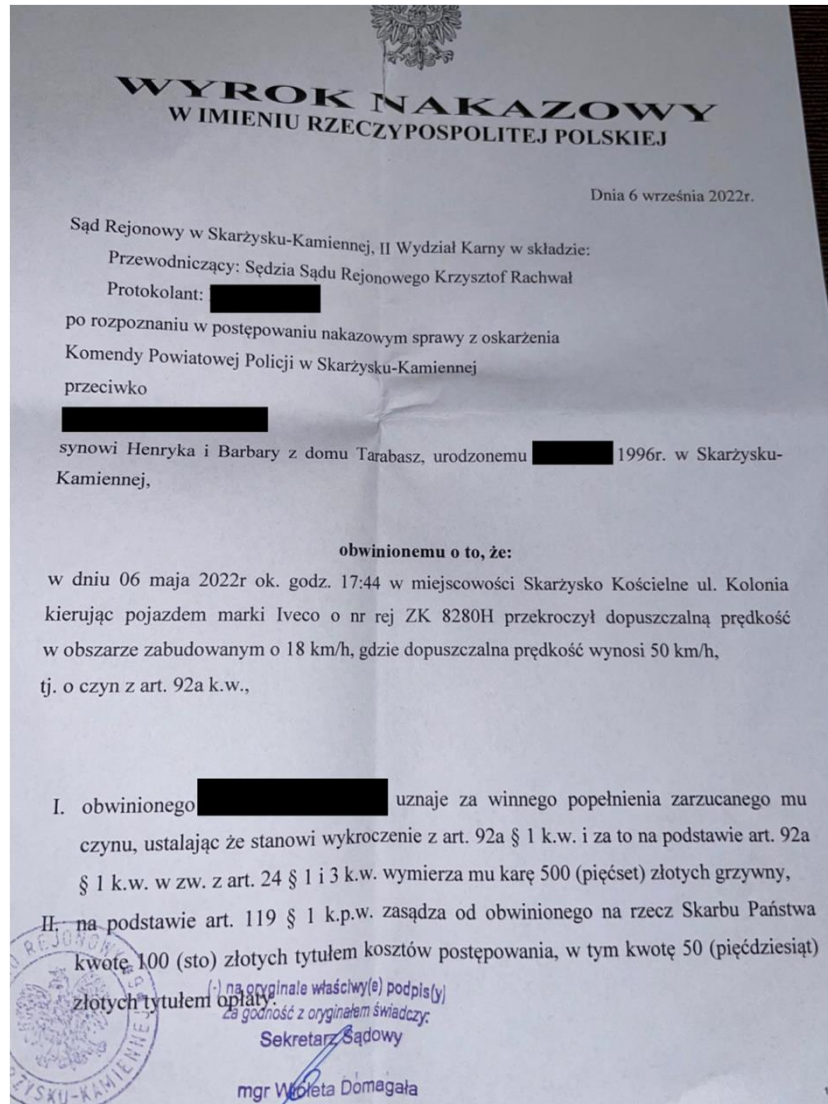 WYROK NAKAZOWY
W IMIENIU RZECZYPOSPOLITEJ POLSKIEJ
Dnia 6 września 2022r.
Sąd Rejonowy w Skarżysku-Kamiennej, II Wydział Karny w składzie:
Przewodniczący: Sędzia Sądu Rejonowego Krzysztof Rachwał
Protokolant:
po rozpoznaniu w postępowaniu nakazowym sprawy z oskarżenia
Komendy Powiatowej Policji w Skarżysku-Kamiennej
przeciwko
synowi Henryka i Barbary z domu Tarabasz, urodzonemu 1996r. w Skarżysku-
Kamiennej,
obwinionemu o to, że:
w dniu 06 maja 2022r ok. godz. 17:44 w miejscowości Skarżysko Kościelne ul. Kolonia
kierując pojazdem marki Iveco o nr rej ZK 8280H przekroczył dopuszczalną prędkość
w obszarze zabudowanym o 18 km/h, gdzie dopuszczalna prędkość wynosi 50 km/h,
tj. o czyn z art. 92a k.w.,
I. obwinionego uznaje za winnego popełnienia zarzucanego mu
czynu, ustalając że stanowi wykroczenie z art. 92a § 1 k.w. i za to na podstawie art. 92a
§ 1 k.w. w zw. z art. 24 § 1 i 3 k.w. wymierza mu karę 500 (pięćset) złotych grzywny,
II. na podstawie art. 119 § 1 k.p.w. zasądza od obwinionego na rzecz Skarbu Państwa
kwotę 100 (sto) złotych tytułem kosztów postępowania, w tym kwotę 50 (pięćdziesiąt)
złotych tytułem opłaty.
(-) na oryginale właściwy(e) podpis(y)
Za godność z oryginałem świadczy:
Sekretarz Sądowy
mgr Wioleta Domagała